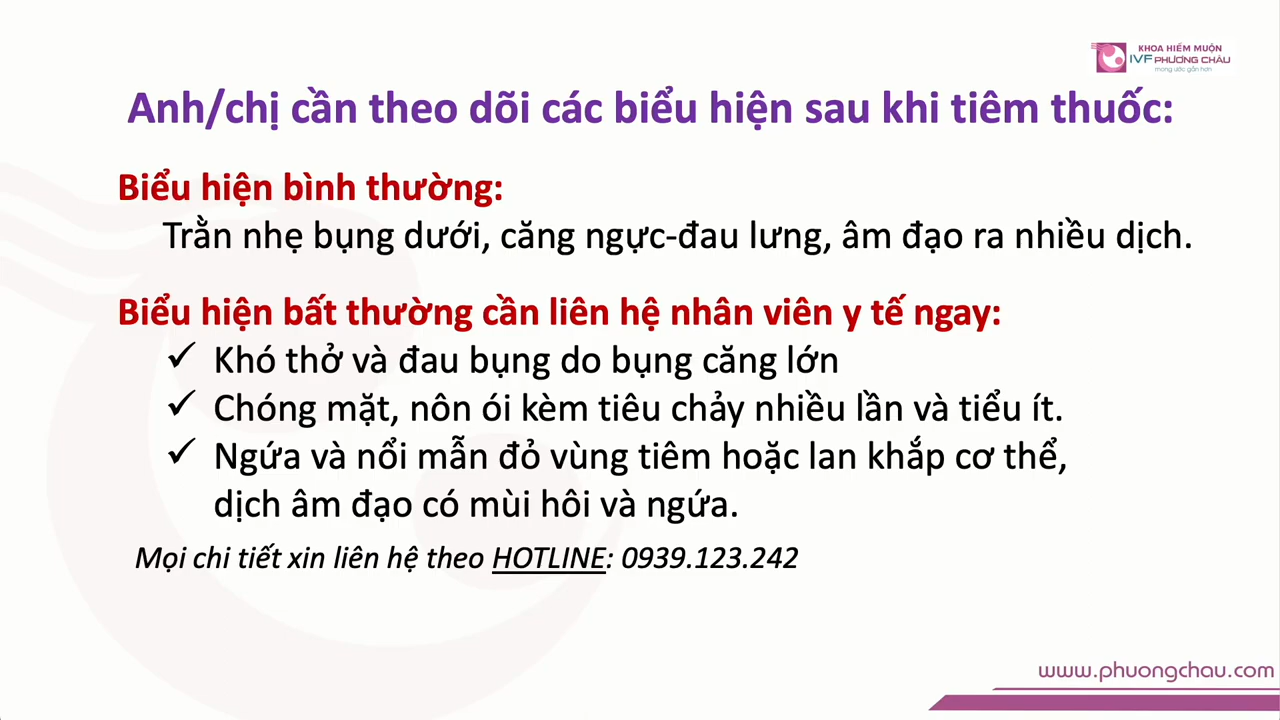 KHOA HIẾM MUỘN
IVF PHƯƠNG CHÂU
mong ước gần hơn
Anh/chị cần theo dõi các biểu hiện sau khi tiêm thuốc:
Biểu hiện bình thường:
Trằn nhẹ bụng dưới, căng ngực-đau lưng, âm đạo ra nhiều dịch.
Biểu hiện bất thường cần liên hệ nhân viên y tế ngay:
✓ Khó thở và đau bụng do bụng căng lớn
✓ Chóng mặt, nôn ói kèm tiêu chảy nhiều lần và tiểu ít.
✓ Ngứa và nổi mẫn đỏ vùng tiêm hoặc lan khắp cơ thể,
dịch âm đạo có mùi hôi và ngứa.
Mọi chi tiết xin liên hệ theo HOTLINE: 0939.123.242
www.phuongchau.com